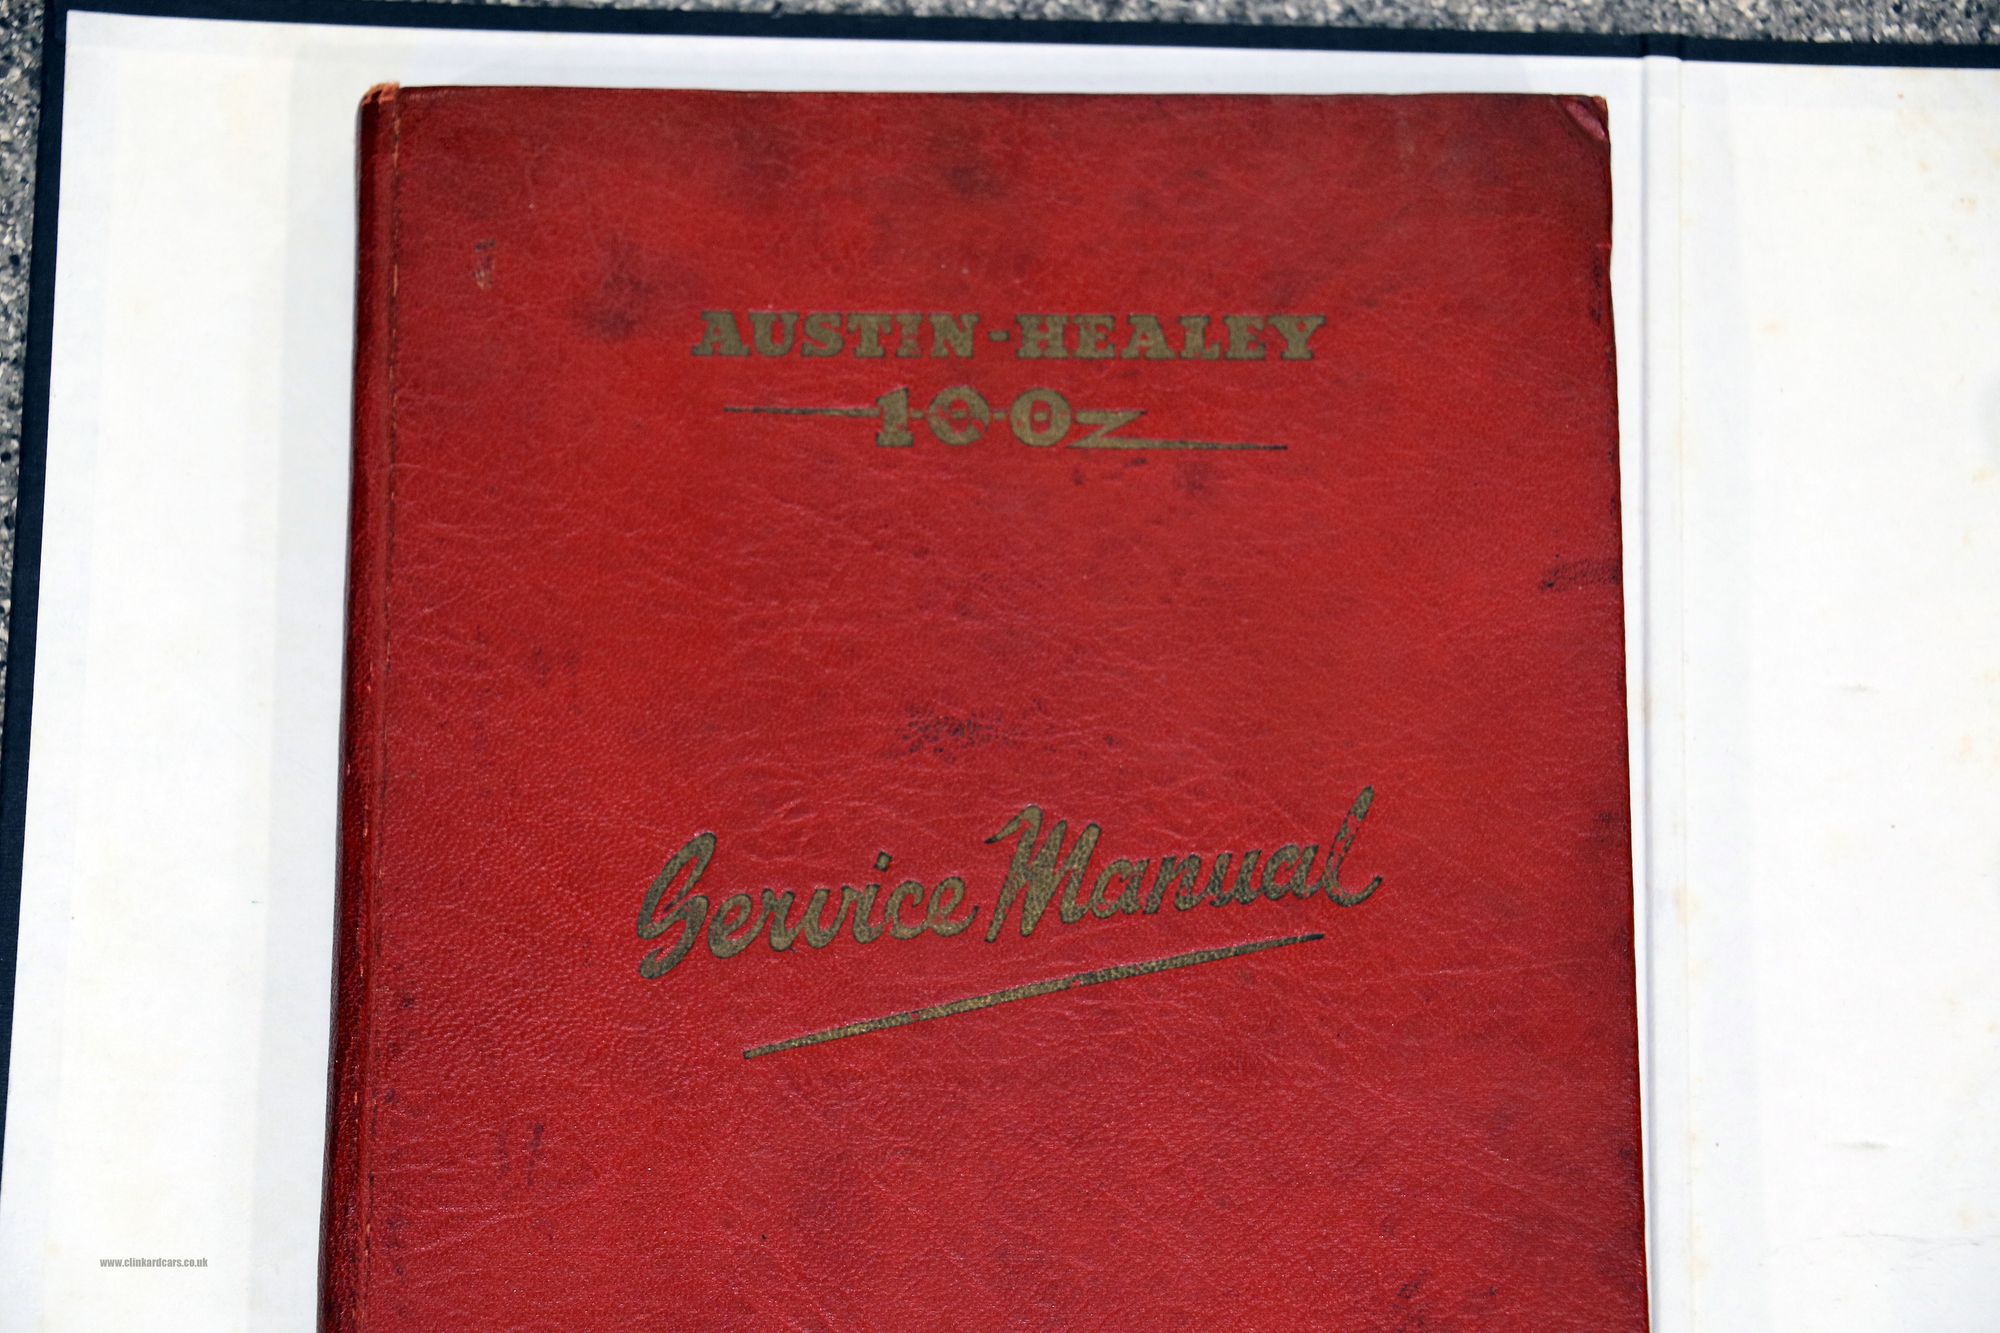 AUSTIN-HEALEY
100
Service Manual
www.clinkardcars.co.uk